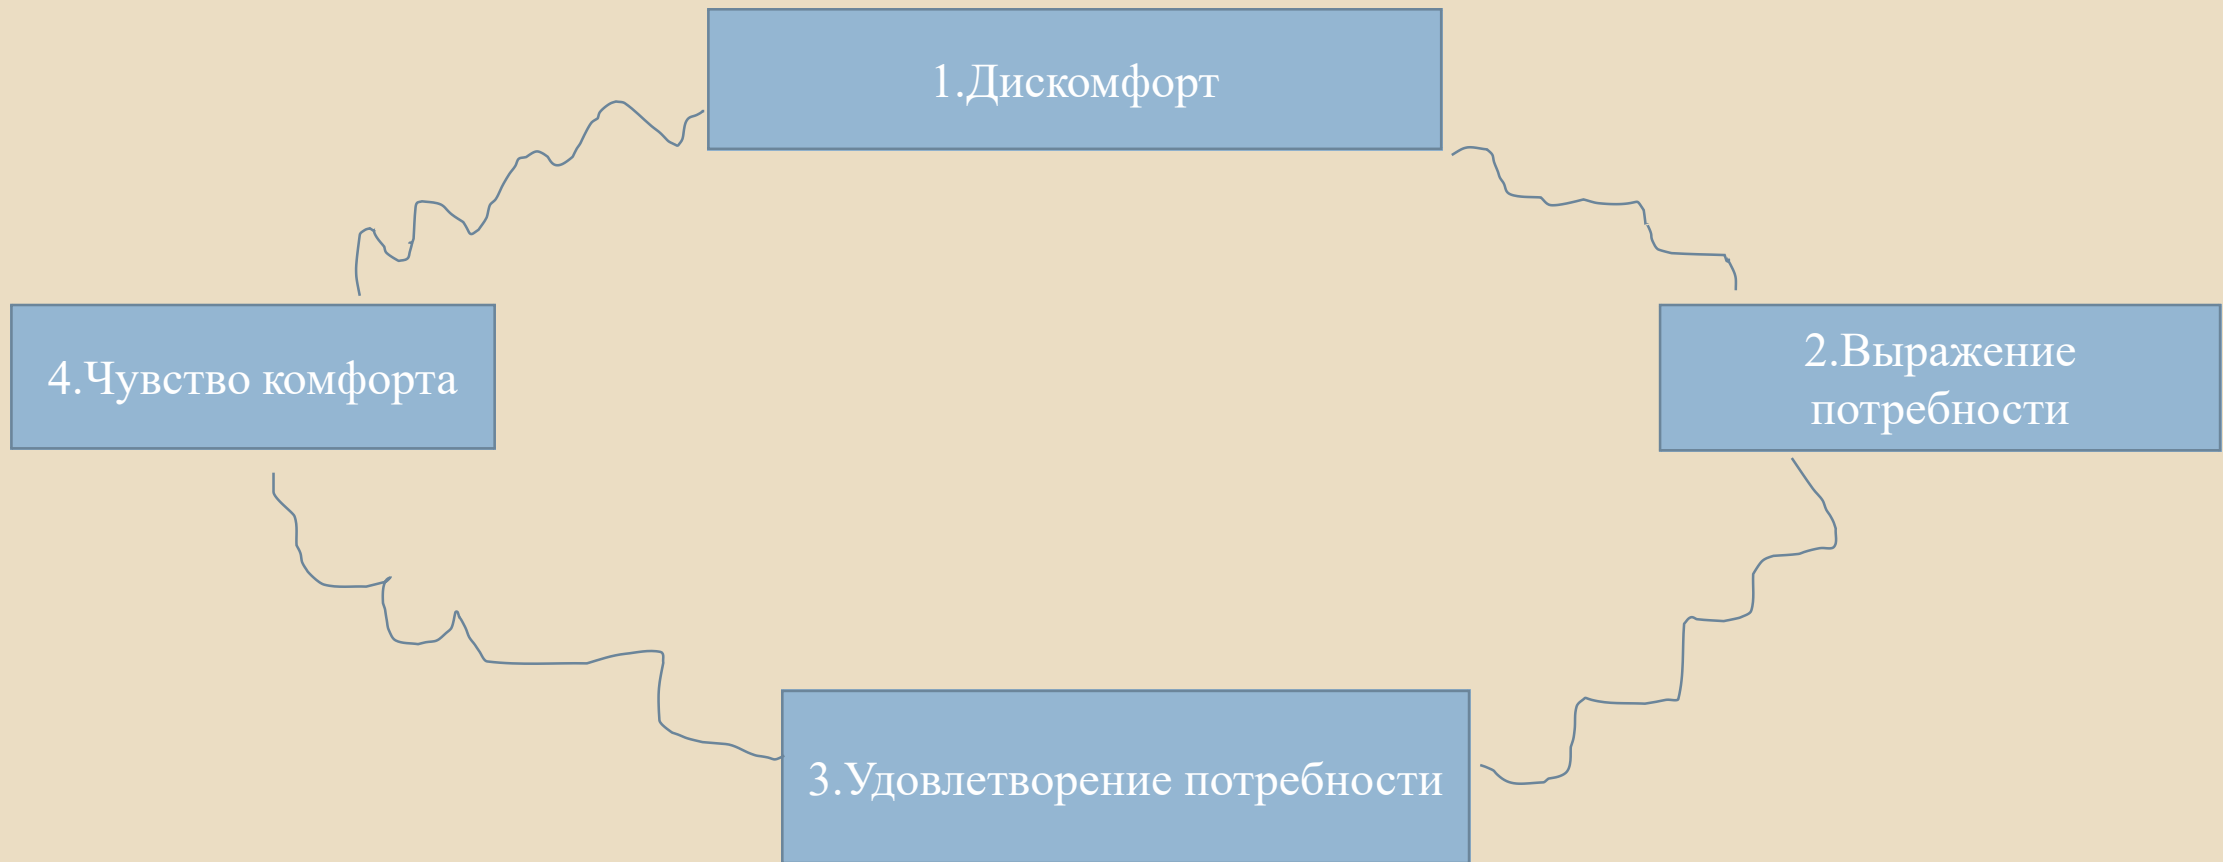 1.Дискомфорт
2.Выражение
потребности
3.Удовлетворение потребности
4.Чувство комфорта